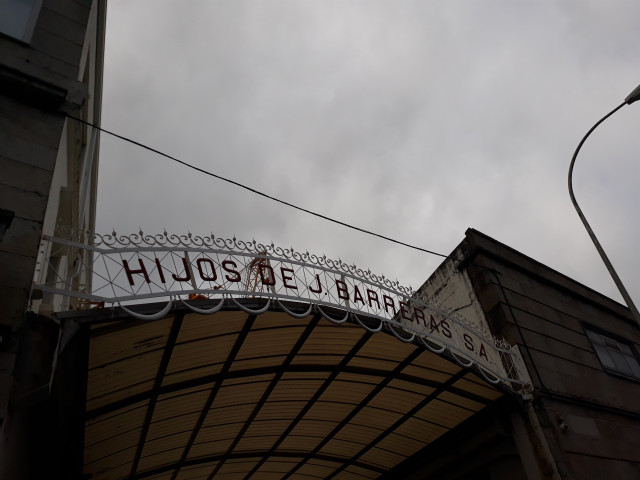 HIJOS DE J. BARRERAS S.A.